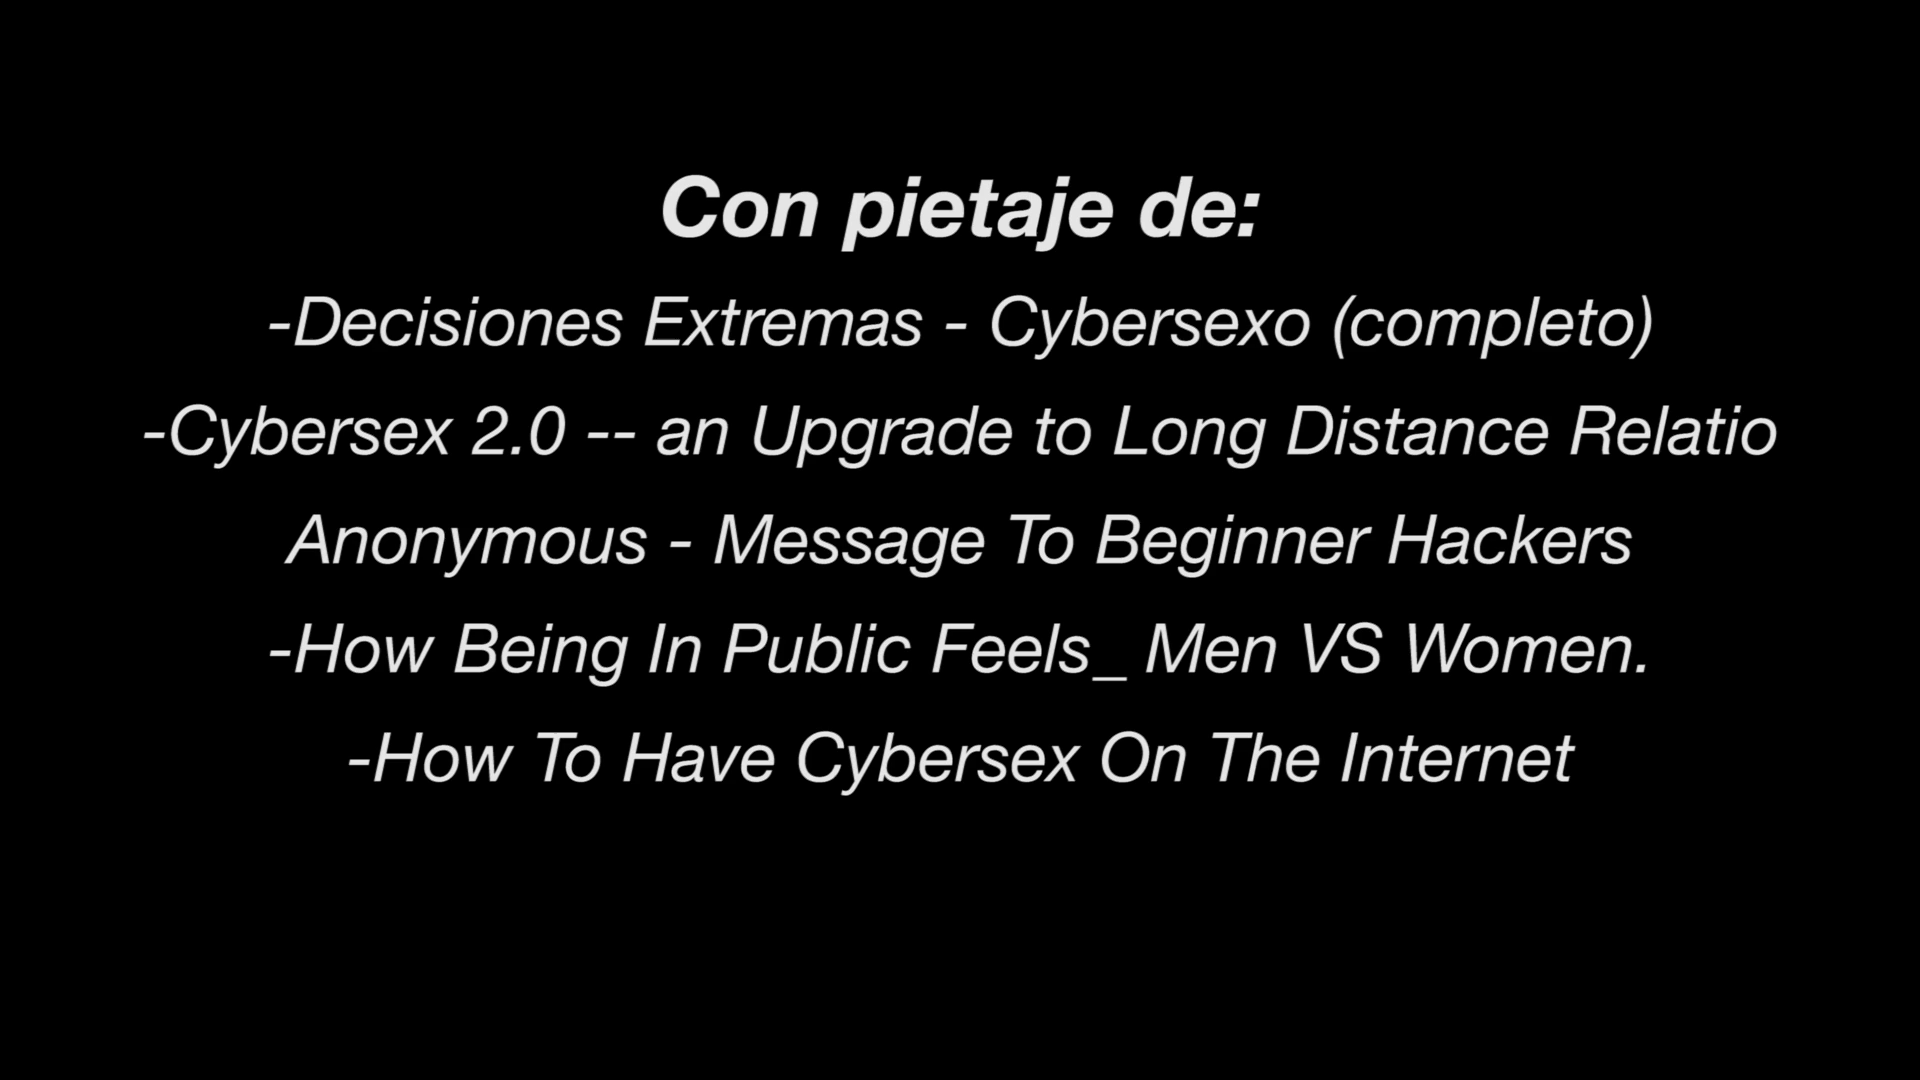 Con pietaje de:
-Decisiones Extremas - Cybersexo (completo)
-Cybersex 2.0 -- an Upgrade to Long Distance Relatio
Anonymous - Message To Beginner Hackers
-How Being In Public Feels_ Men VS Women.
-How To Have Cybersex On The Internet